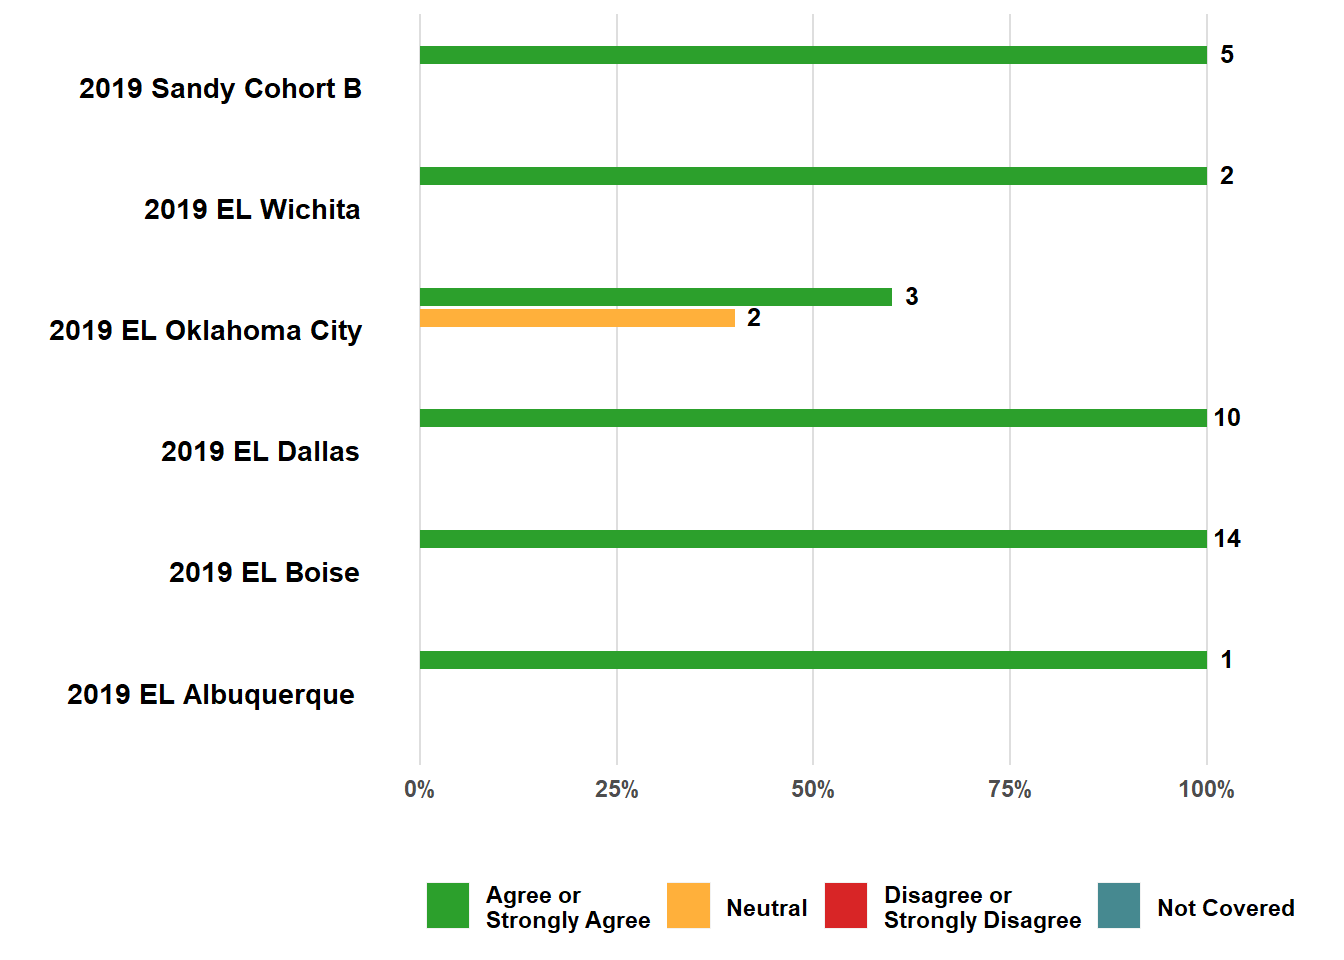 5
2019 Sandy Cohort B
2
2019 EL Wichita
3
2
2019 EL Oklahoma City
10
2019 EL Dallas
14
2019 EL Boise
1
2019 EL Albuquerque
0% 25% 50% 75% 100%
Agree or
Strongly Agree
Neutral
Disagree or
Strongly Disagree
Not Covered